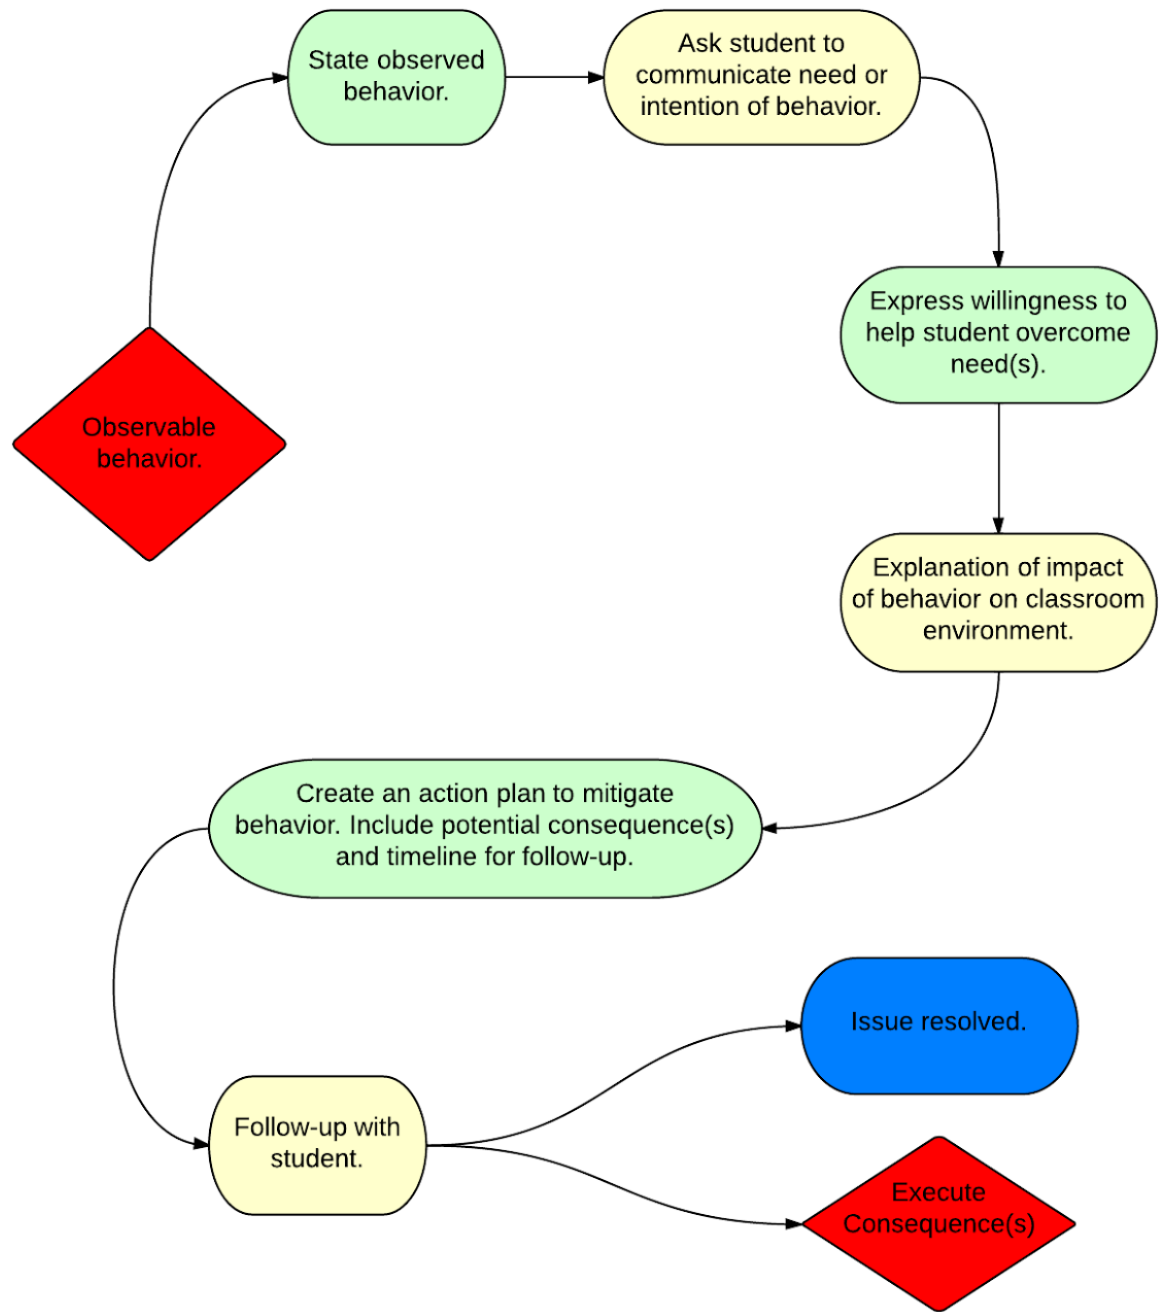 State observed
behavior.
Ask student to
communicate need or
intention of behavior.
Express willingness to
help student overcome
need(s).
Observable
behavior.
Explanation of impact
of behavior on classroom
environment.
Create an action plan to mitigate
behavior. Include potential consequence(s)
and timeline for follow-up.
Issue resolved.
Follow-up with
student.
Execute
Consequence(s)